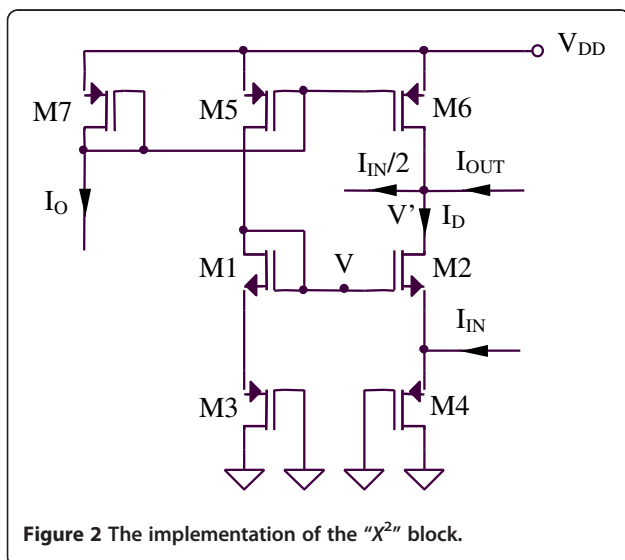 V_DD
M7 M5 M6
I_IN/2 I_OUT
I_O
V' I_D
M1 V M2
I_IN
M3 M4
Figure 2 The implementation of the "X²" block.